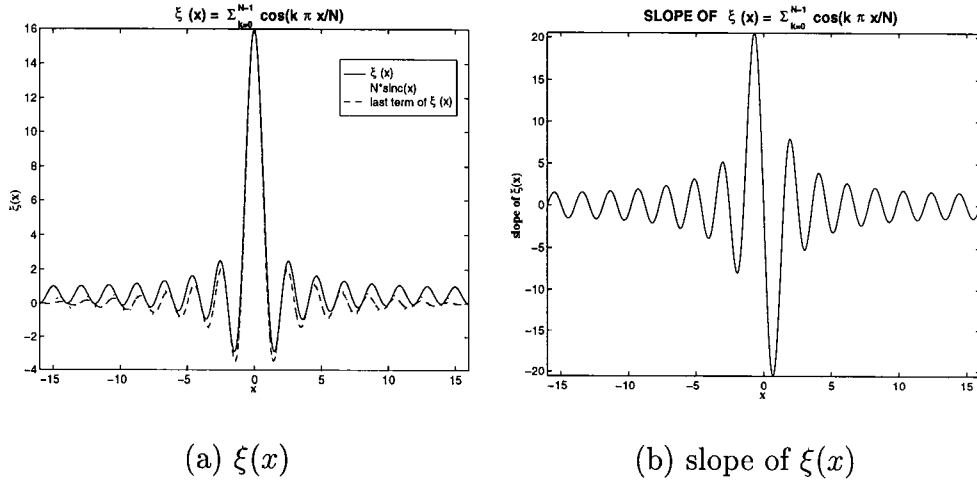 ξ (x) = Σ_{k=0}^{N−1} cos(k π x/N)
16
14
12
10
8
6
4
2
0
−2
−4
ξ(x)
ξ (x)
N*sinc(x)
last term of ξ (x)
−15 −10 −5 0 5 10 15
x
(a) ξ(x)
SLOPE OF ξ (x) = Σ_{k=0}^{N−1} cos(k π x/N)
20
15
10
5
0
−5
−10
−15
−20
slope of ξ(x)
−15 −10 −5 0 5 10 15
x
(b) slope of ξ(x)